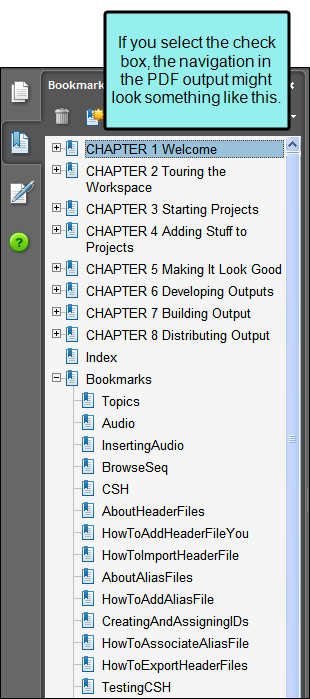 If you select the check
box, the navigation in
the PDF output might
look something like this.
Bookmar
CHAPTER 1 Welcome
CHAPTER 2 Touring the
Workspace
CHAPTER 3 Starting Projects
CHAPTER 4 Adding Stuff to
Projects
CHAPTER 5 Making It Look Good
CHAPTER 6 Developing Outputs
CHAPTER 7 Building Output
CHAPTER 8 Distributing Output
Index
Bookmarks
Topics
Audio
InsertingAudio
BrowseSeq
CSH
AboutHeaderFiles
HowToAddHeaderFileYou
HowToImportHeaderFile
AboutAliasFiles
HowToAddAliasFile
CreatingAndAssigningIDs
HowToAssociateAliasFile
HowToExportHeaderFiles
TestingCSH